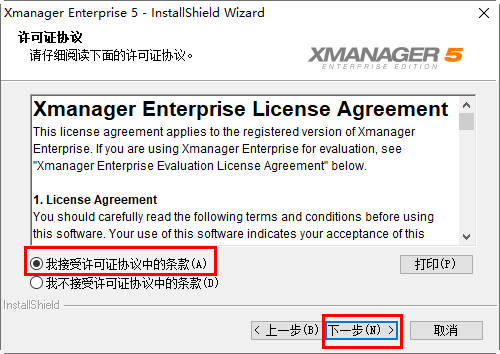 Xmanager Enterprise 5 - InstallShield Wizard
许可证协议
请仔细阅读下面的许可证协议。
XMANAGER 5
ENTERPRISE EDITION
Xmanager Enterprise License Agreement
This license agreement applies to the registered version of Xmanager
Enterprise. If you are using Xmanager Enterprise for evaluation, see
"Xmanager Enterprise Evaluation License Agreement" below.
1. License Agreement
You should carefully read the following terms and conditions before using
this software. Your use of this software indicates your acceptance of this
我接受许可证协议中的条款(A)
打印(P)
我不接受许可证协议中的条款(D)
InstallShield
< 上一步(B)
下一步(N) >
取消